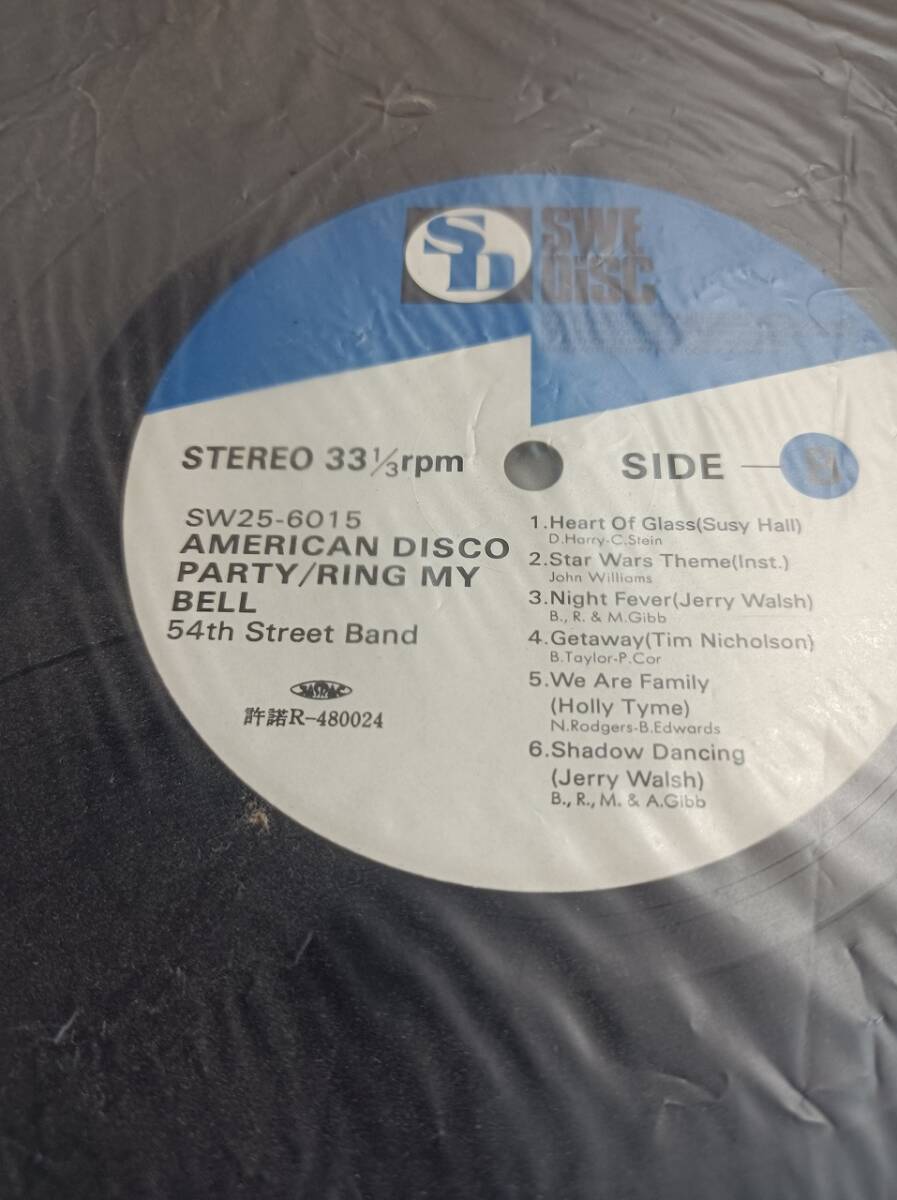 SD
SWE
DiSC
STEREO 33⅓rpm
SIDE
SW25-6015
AMERICAN DISCO
PARTY/RING MY
BELL
54th Street Band
JASRAC
許諾R-480024
1.Heart Of Glass(Susy Hall)
D.Harry-C.Stein
2.Star Wars Theme(Inst.)
John Williams
3.Night Fever(Jerry Walsh)
B., R. & M.Gibb
4.Getaway(Tim Nicholson)
B.Taylor-P.Cor
5.We Are Family
(Holly Tyme)
N.Rodgers-B.Edwards
6.Shadow Dancing
(Jerry Walsh)
B., R., M. & A.Gibb